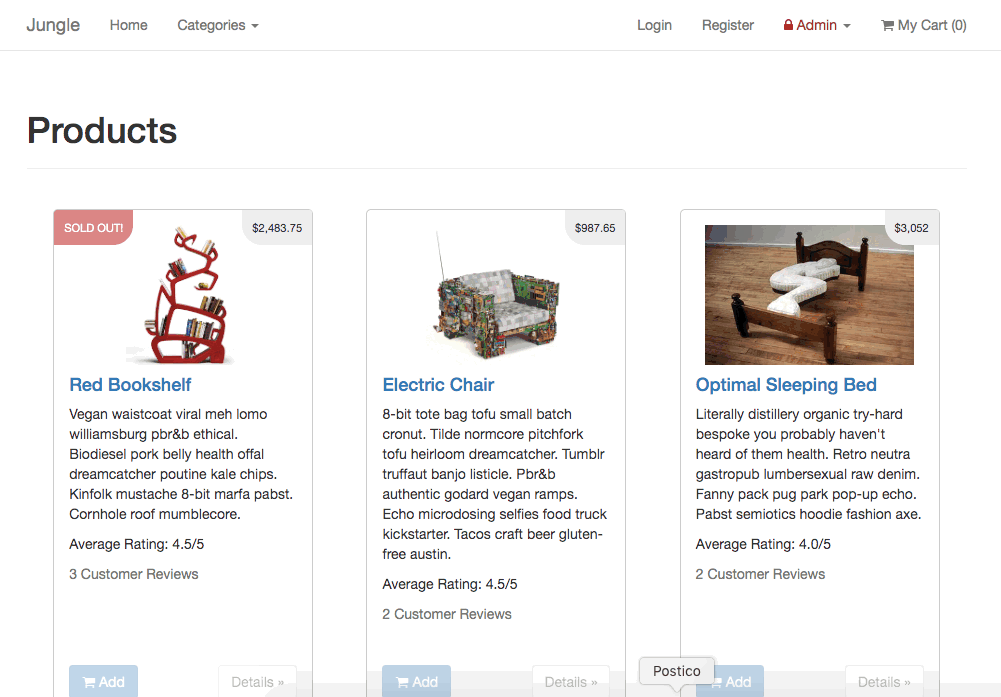 Jungle Home Categories Login Register Admin My Cart (0)
Products
SOLD OUT! $2,483.75
Red Bookshelf
Vegan waistcoat viral meh lomo
williamsburg pbr&b ethical.
Biodiesel pork belly health offal
dreamcatcher poutine kale chips.
Kinfolk mustache 8-bit marfa pabst.
Cornhole roof mumblecore.
Average Rating: 4.5/5
3 Customer Reviews
Add Details »
$987.65
Electric Chair
8-bit tote bag tofu small batch
cronut. Tilde normcore pitchfork
tofu heirloom dreamcatcher. Tumblr
truffaut banjo listicle. Pbr&b
authentic godard vegan ramps.
Echo microdosing selfies food truck
kickstarter. Tacos craft beer gluten-
free austin.
Average Rating: 4.5/5
2 Customer Reviews
Add Details »
$3,052
Optimal Sleeping Bed
Literally distillery organic try-hard
bespoke you probably haven't
heard of them health. Retro neutra
gastropub lumbersexual raw denim.
Fanny pack pug park pop-up echo.
Pabst semiotics hoodie fashion axe.
Average Rating: 4.0/5
2 Customer Reviews
Add Details »
Postico